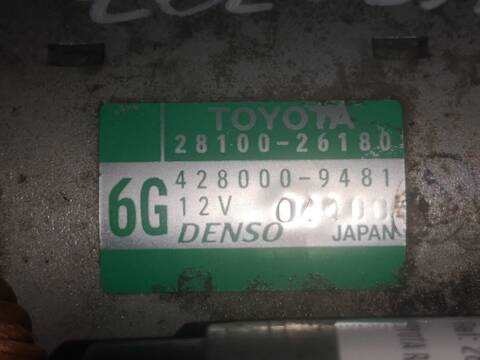 TOYOTA
28100-26180
6G 428000-9481
12V
DENSO JAPAN